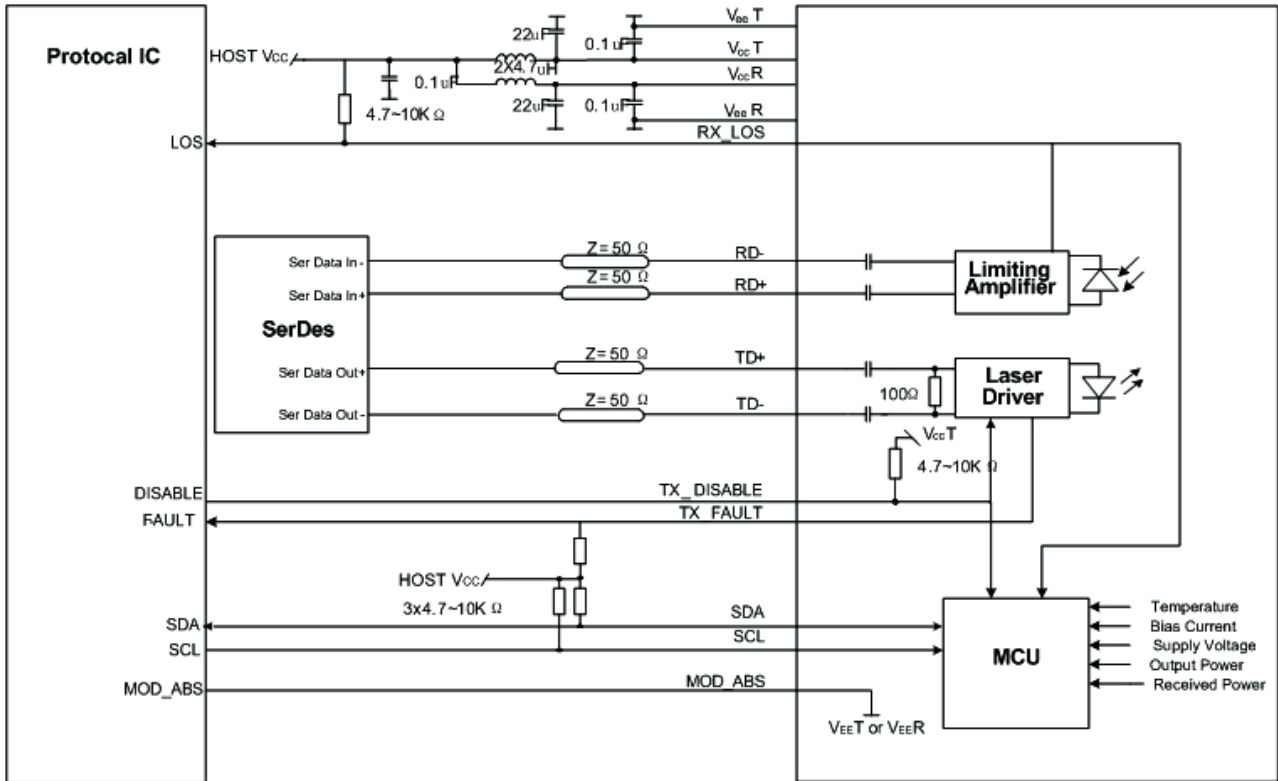 Protocal IC
HOST Vcc
22uF
0.1uF
VeeT
VccT
2X4.7uH
0.1uF
VccR
4.7~10K Ω
22uF
0.1uF
VeeR
LOS
RX_LOS
Ser Data In-
Z= 50 Ω
RD-
Ser Data In+
Z= 50 Ω
RD+
Limiting
Amplifier
SerDes
Ser Data Out+
Z= 50 Ω
TD+
Ser Data Out-
Z= 50 Ω
TD-
100Ω
Laser
Driver
VccT
4.7~10K Ω
DISABLE
TX_DISABLE
FAULT
TX_FAULT
HOST Vcc
3x4.7~10K Ω
SDA
SDA
SCL
SCL
MCU
Temperature
Bias Current
Supply Voltage
Output Power
Received Power
MOD_ABS
MOD_ABS
VEET or VEER